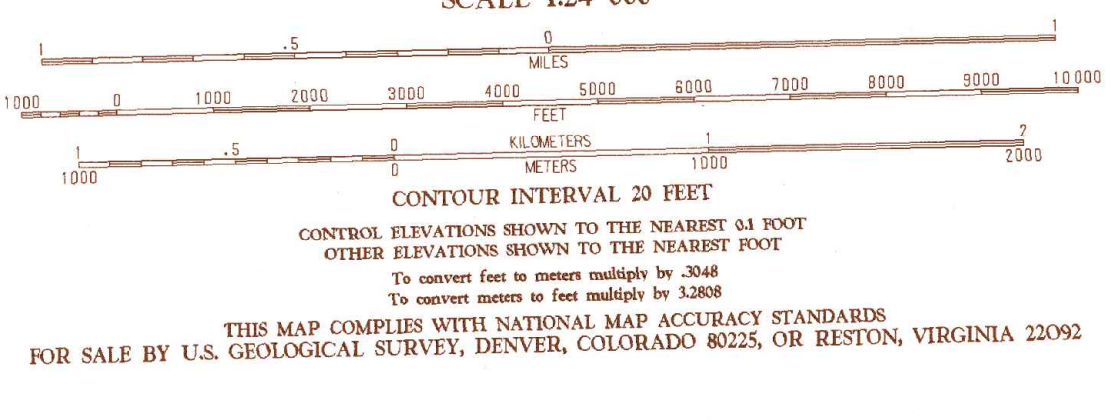 SCALE 1:24 000
1 .5 0 1
MILES
1000 0 1000 2000 3000 4000 5000 6000 7000 8000 9000 10 000
FEET
1 .5 0 KILOMETERS 1 2
1000 0 METERS 1000 2000
CONTOUR INTERVAL 20 FEET
CONTROL ELEVATIONS SHOWN TO THE NEAREST 0.1 FOOT
OTHER ELEVATIONS SHOWN TO THE NEAREST FOOT
To convert feet to meters multiply by .3048
To convert meters to feet multiply by 3.2808
THIS MAP COMPLIES WITH NATIONAL MAP ACCURACY STANDARDS
FOR SALE BY U.S. GEOLOGICAL SURVEY, DENVER, COLORADO 80225, OR RESTON, VIRGINIA 22092